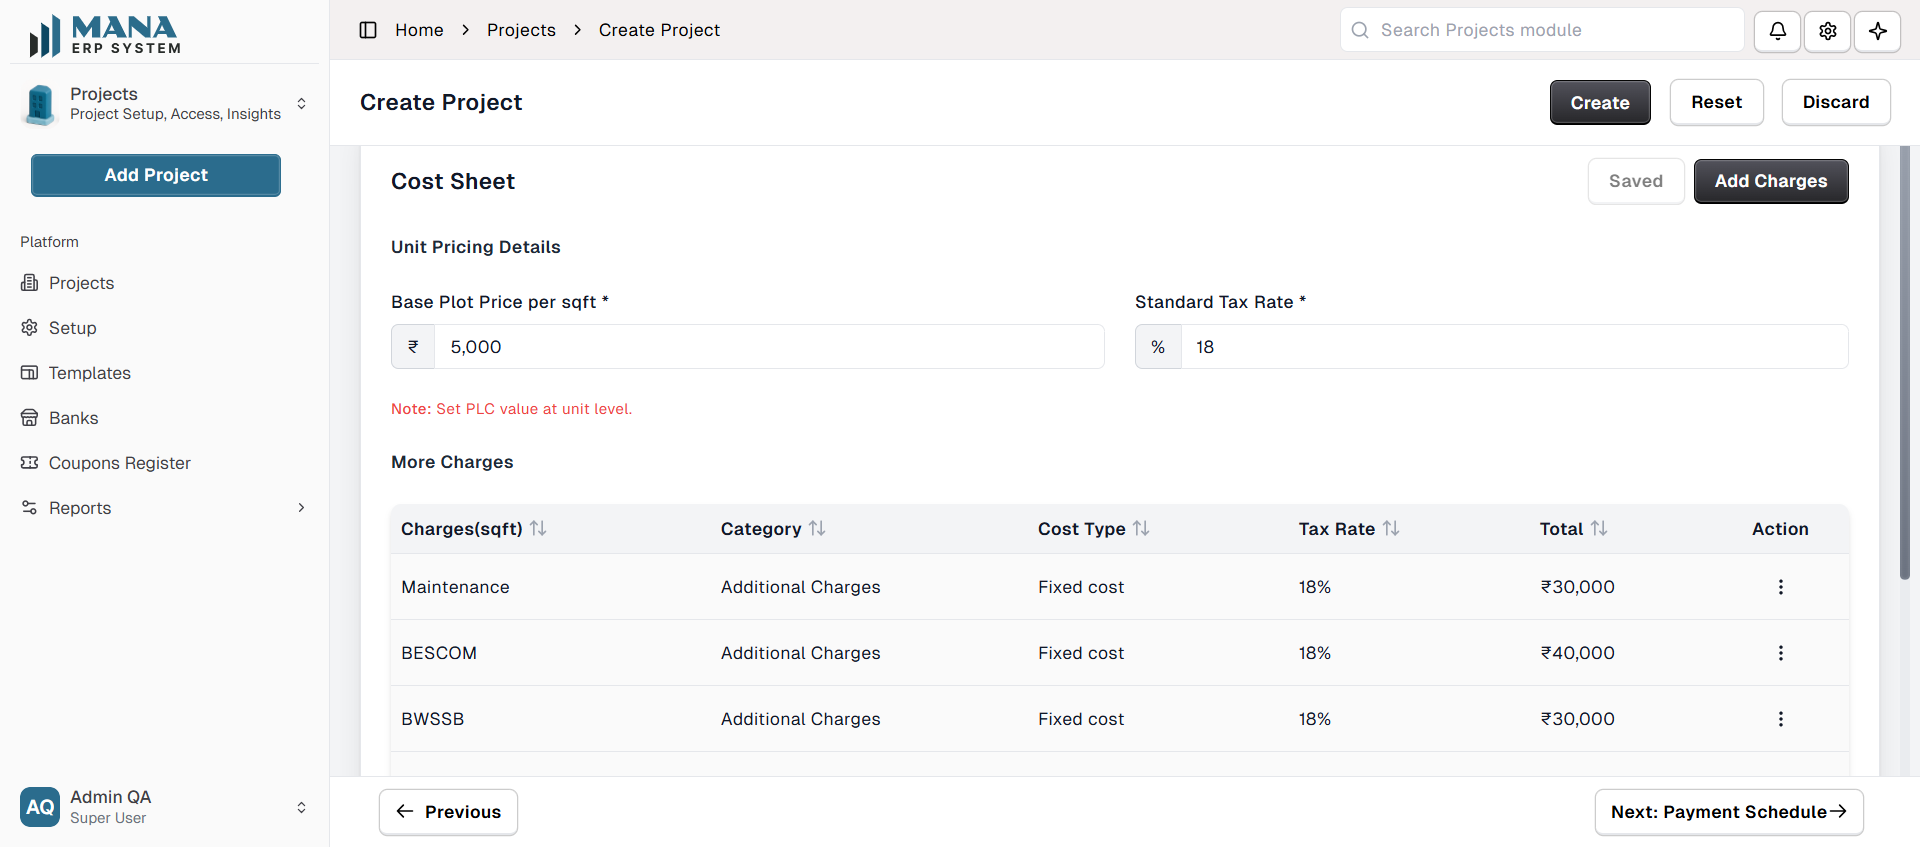 MANA
ERP SYSTEM
Home
Projects
Create Project
Search Projects module
Projects
Project Setup, Access, Insights
Create Project
Create
Reset
Discard
Add Project
Cost Sheet
Saved
Add Charges
Platform
Projects
Setup
Templates
Banks
Coupons Register
Reports
Unit Pricing Details
Base Plot Price per sqft *
Standard Tax Rate *
₹ 5,000
% 18
Note: Set PLC value at unit level.
More Charges
Charges(sqft) Category Cost Type Tax Rate Total Action
Maintenance Additional Charges Fixed cost 18% ₹30,000
BESCOM Additional Charges Fixed cost 18% ₹40,000
BWSSB Additional Charges Fixed cost 18% ₹30,000
AQ
Admin QA
Super User
Previous
Next: Payment Schedule